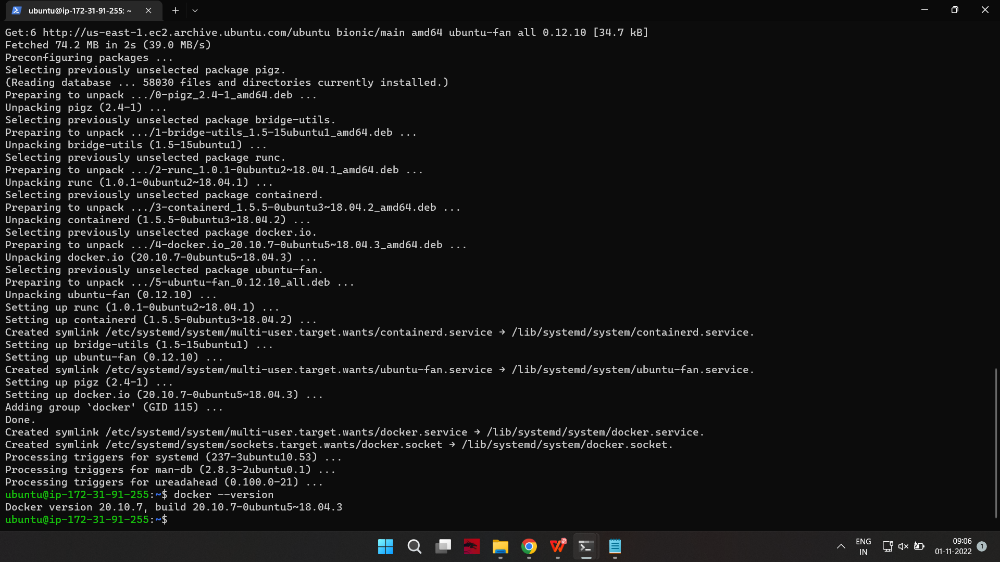 ubuntu@ip-172-31-91-255: ~
Get:6 http://us-east-1.ec2.archive.ubuntu.com/ubuntu bionic/main amd64 ubuntu-fan all 0.12.10 [34.7 kB]
Fetched 74.2 MB in 2s (39.0 MB/s)
Preconfiguring packages ...
Selecting previously unselected package pigz.
(Reading database ... 58030 files and directories currently installed.)
Preparing to unpack .../0-pigz_2.4-1_amd64.deb ...
Unpacking pigz (2.4-1) ...
Selecting previously unselected package bridge-utils.
Preparing to unpack .../1-bridge-utils_1.5-15ubuntu1_amd64.deb ...
Unpacking bridge-utils (1.5-15ubuntu1) ...
Selecting previously unselected package runc.
Preparing to unpack .../2-runc_1.0.1-0ubuntu2~18.04.1_amd64.deb ...
Unpacking runc (1.0.1-0ubuntu2~18.04.1) ...
Selecting previously unselected package containerd.
Preparing to unpack .../3-containerd_1.5.5-0ubuntu3~18.04.2_amd64.deb ...
Unpacking containerd (1.5.5-0ubuntu3~18.04.2) ...
Selecting previously unselected package docker.io.
Preparing to unpack .../4-docker.io_20.10.7-0ubuntu5~18.04.3_amd64.deb ...
Unpacking docker.io (20.10.7-0ubuntu5~18.04.3) ...
Selecting previously unselected package ubuntu-fan.
Preparing to unpack .../5-ubuntu-fan_0.12.10_all.deb ...
Unpacking ubuntu-fan (0.12.10) ...
Setting up runc (1.0.1-0ubuntu2~18.04.1) ...
Setting up containerd (1.5.5-0ubuntu3~18.04.2) ...
Created symlink /etc/systemd/system/multi-user.target.wants/containerd.service → /lib/systemd/system/containerd.service.
Setting up bridge-utils (1.5-15ubuntu1) ...
Setting up ubuntu-fan (0.12.10) ...
Created symlink /etc/systemd/system/multi-user.target.wants/ubuntu-fan.service → /lib/systemd/system/ubuntu-fan.service.
Setting up pigz (2.4-1) ...
Setting up docker.io (20.10.7-0ubuntu5~18.04.3) ...
Adding group `docker' (GID 115) ...
Done.
Created symlink /etc/systemd/system/multi-user.target.wants/docker.service → /lib/systemd/system/docker.service.
Created symlink /etc/systemd/system/sockets.target.wants/docker.socket → /lib/systemd/system/docker.socket.
Processing triggers for systemd (237-3ubuntu10.53) ...
Processing triggers for man-db (2.8.3-2ubuntu0.1) ...
Processing triggers for ureadahead (0.100.0-21) ...
ubuntu@ip-172-31-91-255:~$ docker --version
Docker version 20.10.7, build 20.10.7-0ubuntu5~18.04.3
ubuntu@ip-172-31-91-255:~$
ENG
IN
09:06
01-11-2022
1